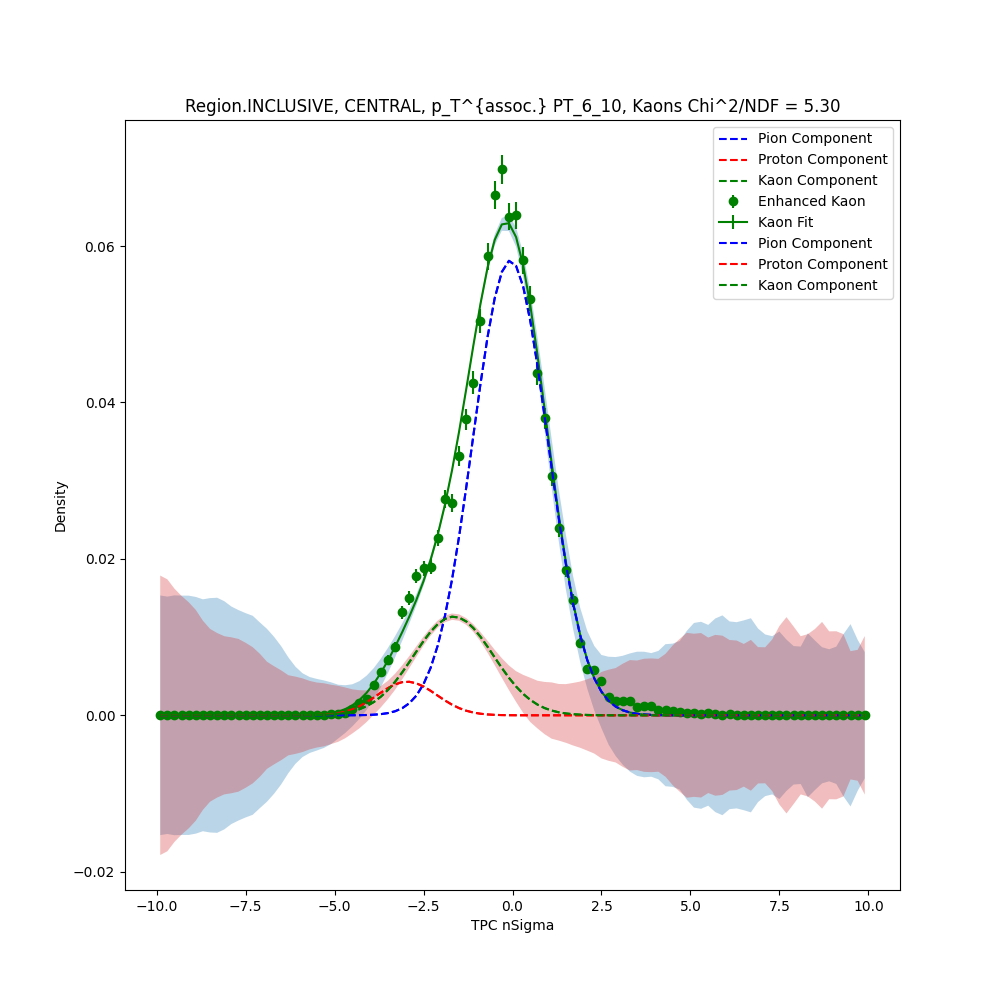 Region.INCLUSIVE, CENTRAL, p_T^{assoc.} PT_6_10, Kaons Chi^2/NDF = 5.30
Pion Component
Proton Component
Kaon Component
Enhanced Kaon
Kaon Fit
Pion Component
Proton Component
Kaon Component
Density
0.06
0.04
0.02
0.00
−0.02
−10.0 −7.5 −5.0 −2.5 0.0 2.5 5.0 7.5 10.0
TPC nSigma